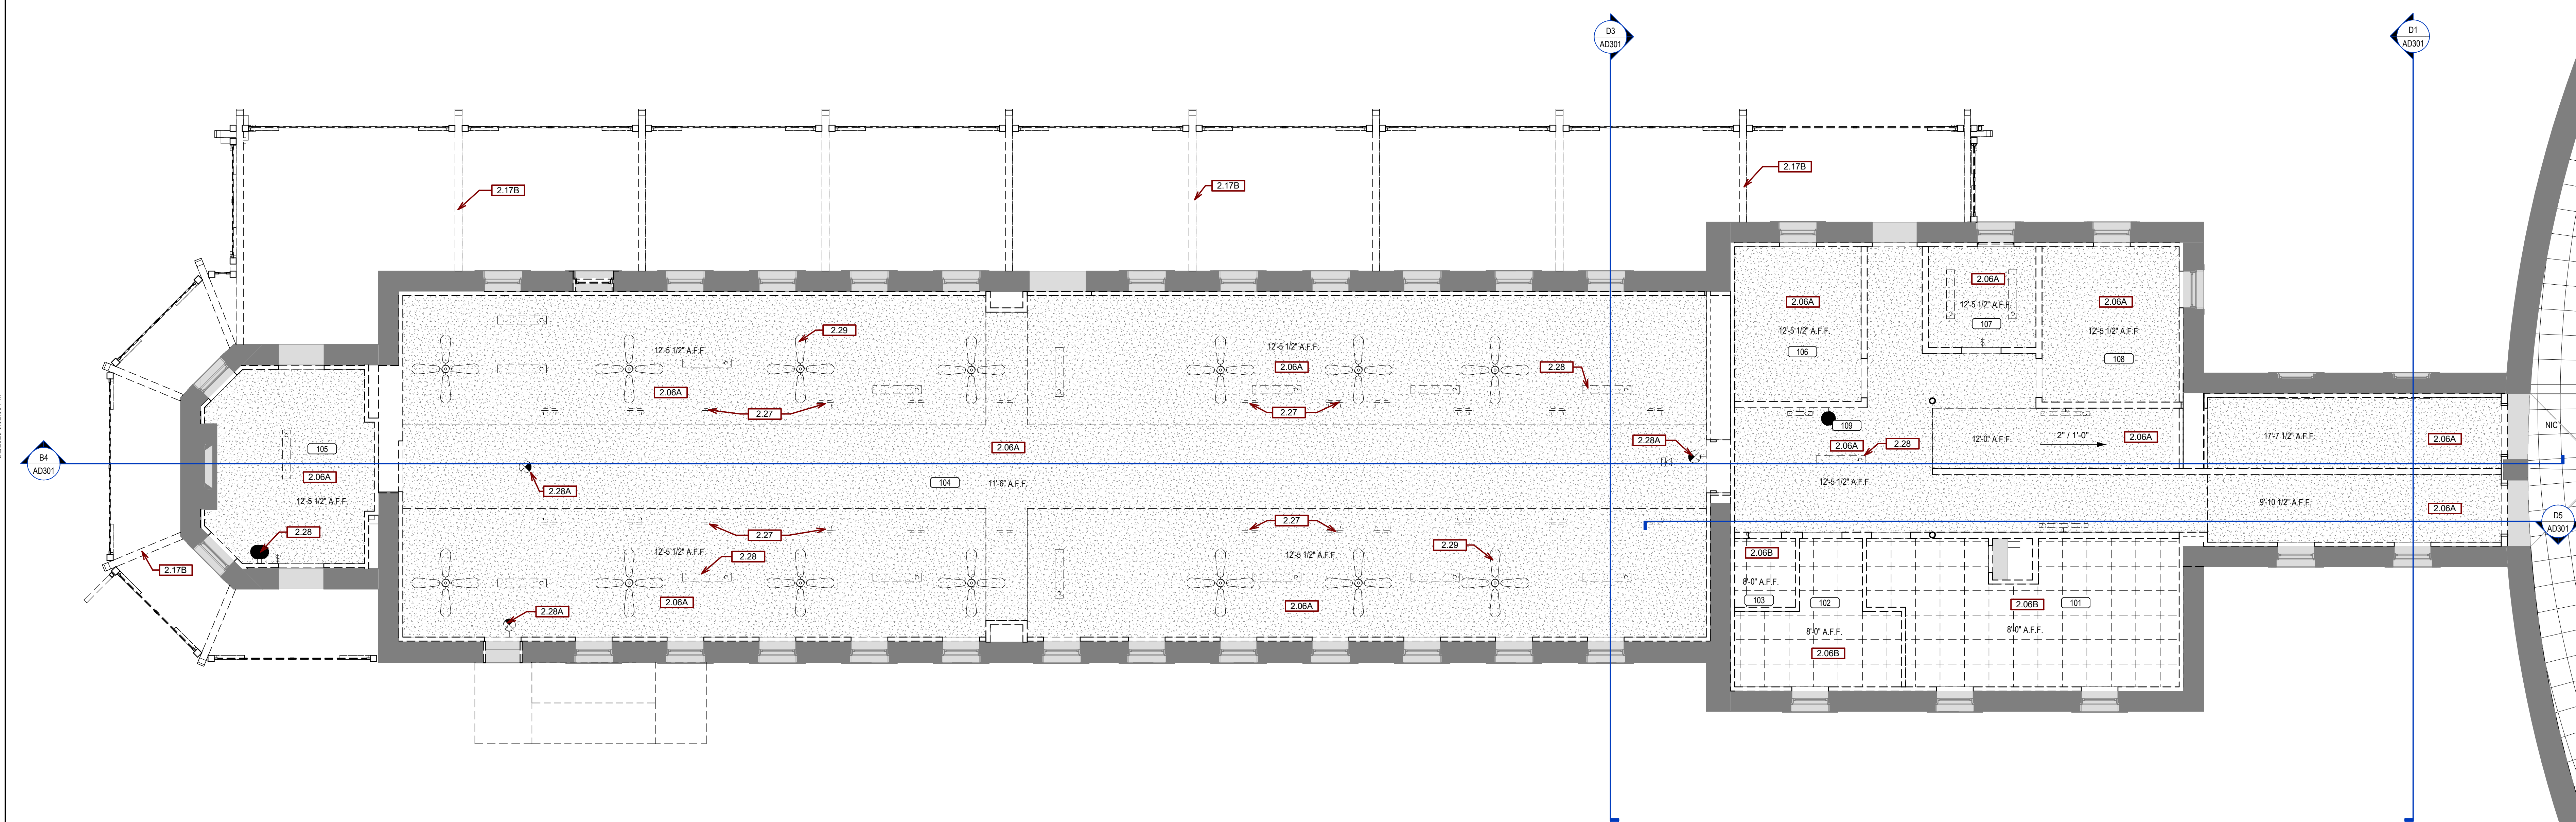 D3
AD301
D1
AD301
2.17B
2.17B
2.17B
2.06A
12'-5 1/2" A.F.F.
107
$
2.06A
12'-5 1/2" A.F.F.
106
2.06A
12'-5 1/2" A.F.F.
108
2.29
12'-5 1/2" A.F.F.
2.06A
12'-5 1/2" A.F.F.
2.06A
2.28
2.27
2.27
109
NIC
2.06A
2.28A
2.06A
2.28
12'-0" A.F.F.
2" / 1'-0"
2.06A
17'-7 1/2" A.F.F.
2.06A
B4
AD301
105
2.06A
12'-5 1/2" A.F.F.
2.28A
104
11'-6" A.F.F.
12'-5 1/2" A.F.F.
9'-10 1/2" A.F.F.
2.06A
D5
AD301
2.28
$
2.27
2.27
12'-5 1/2" A.F.F.
2.28
12'-5 1/2" A.F.F.
2.29
2.17B
2.06A
2.28A
2.06A
2.06B
8'-0" A.F.F.
103
102
8'-0" A.F.F.
2.06B
2.06B
101
8'-0" A.F.F.